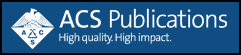 ACS Publications
High quality. High impact.
A C S